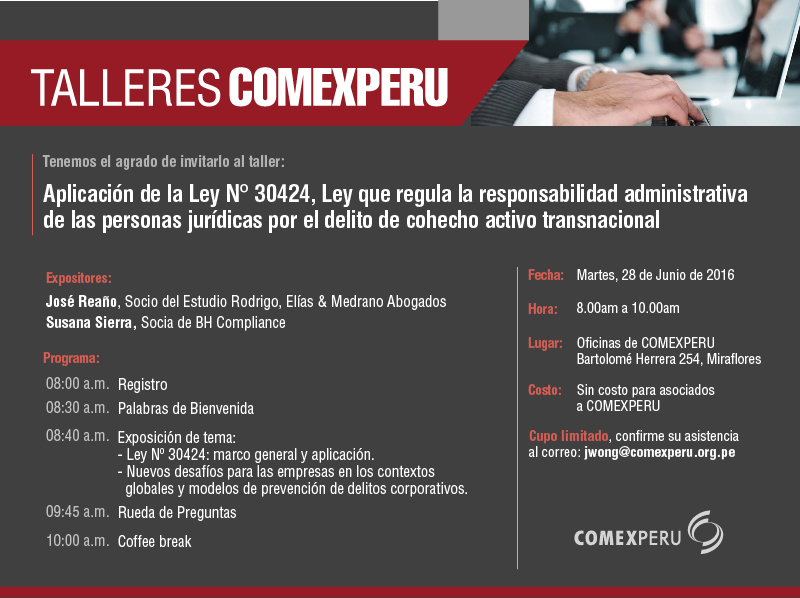 TALLERES COMEXPERU
Tenemos el agrado de invitarlo al taller:
Aplicación de la Ley Nº 30424, Ley que regula la responsabilidad administrativa
de las personas jurídicas por el delito de cohecho activo transnacional
Expositores:
José Reaño, Socio del Estudio Rodrigo, Elías & Medrano Abogados
Susana Sierra, Socia de BH Compliance
Programa:
08:00 a.m. Registro
08:30 a.m. Palabras de Bienvenida
08:40 a.m. Exposición de tema:
- Ley Nº 30424: marco general y aplicación.
- Nuevos desafíos para las empresas en los contextos
globales y modelos de prevención de delitos corporativos.
09:45 a.m. Rueda de Preguntas
10:00 a.m. Coffee break
Fecha: Martes, 28 de Junio de 2016
Hora: 8.00am a 10.00am
Lugar: Oficinas de COMEXPERU
Bartolomé Herrera 254, Miraflores
Costo: Sin costo para asociados
a COMEXPERU
Cupo limitado, confirme su asistencia
al correo: jwong@comexperu.org.pe
COMEXPERU